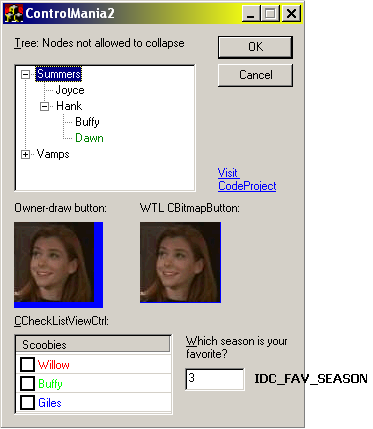 ControlMania2
Tree: Nodes not allowed to collapse
OK
Cancel
Summers
Joyce
Hank
Buffy
Dawn
Vamps
Visit
CodeProject
Owner-draw button:
WTL CBitmapButton:
CCheckListViewCtrl:
Scoobies
Willow
Buffy
Giles
Which season is your
favorite?
3
IDC_FAV_SEASON